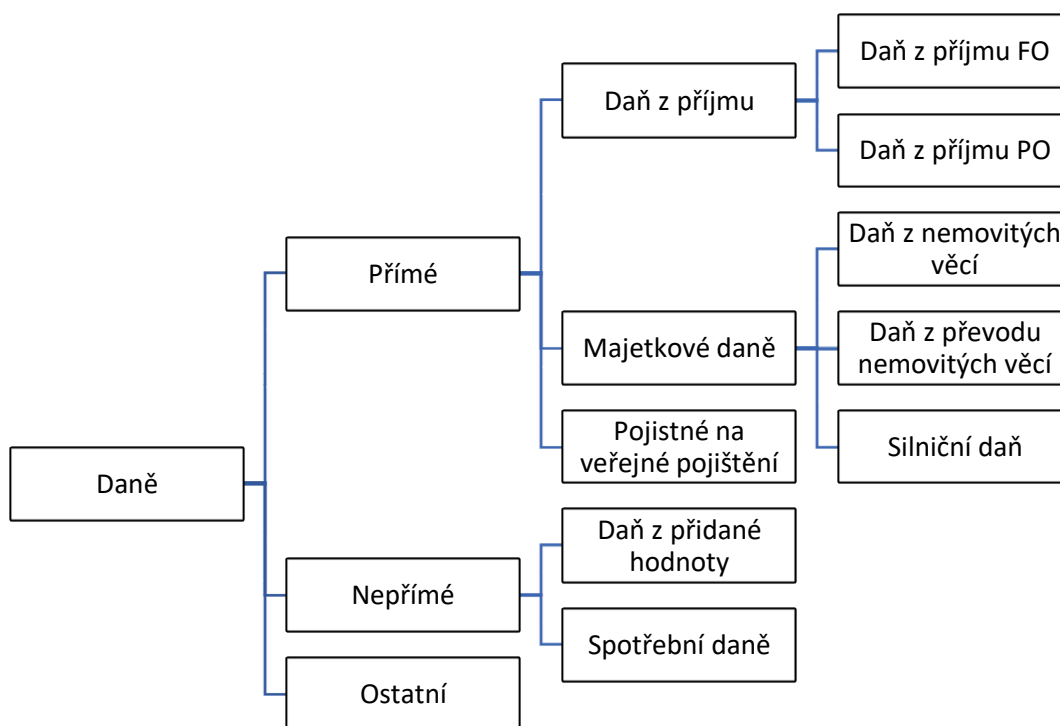 Daň z příjmu FO
Daň z příjmu
Daň z příjmu PO
Daň z nemovitých
věcí
Přímé
Majetkové daně
Daň z převodu
nemovitých věcí
Pojistné na
veřejné pojištění
Silniční daň
Daně
Daň z přidané
hodnoty
Nepřímé
Spotřební daně
Ostatní